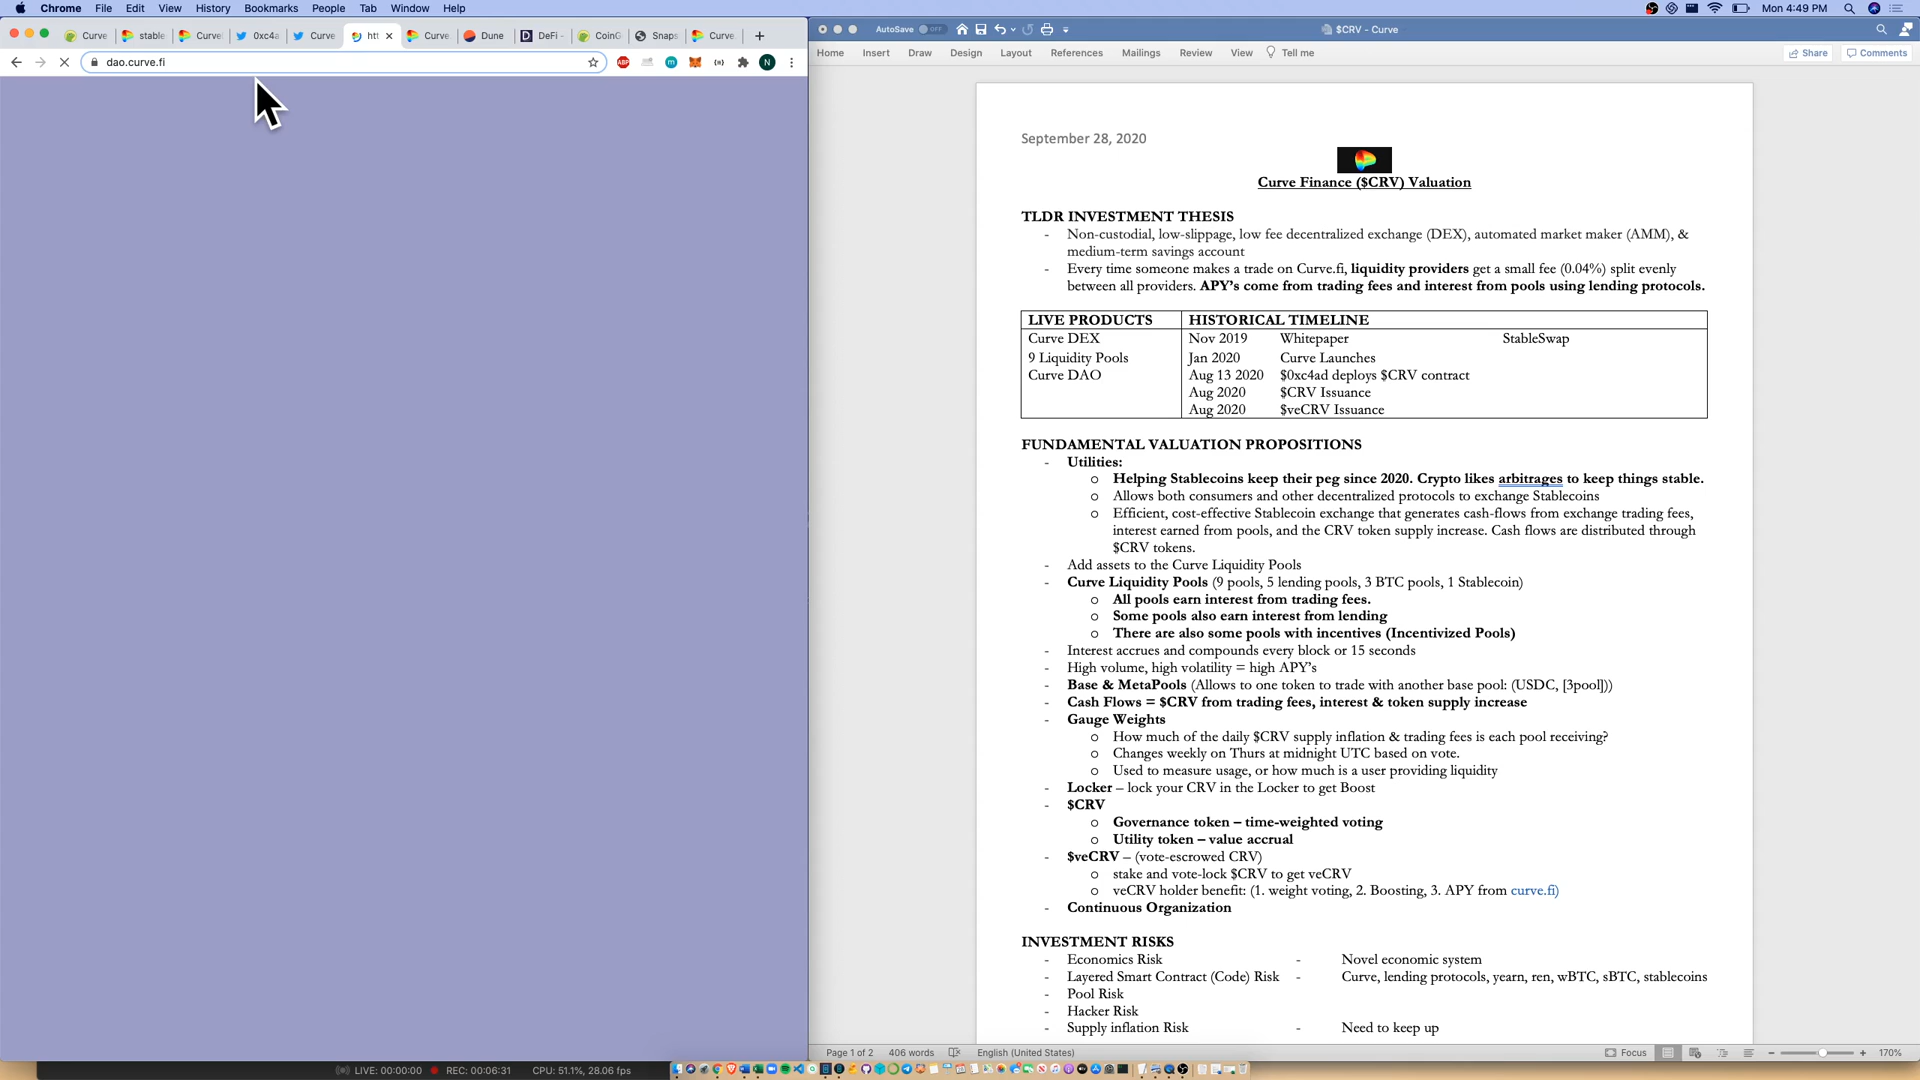 Chrome File Edit View History Bookmarks People Tab Window Help Mon 4:49 PM
Curve stable Curve 0xc4a Curve htt Curve Dune DeFi - CoinG Snaps Curve
dao.curve.fi
AutoSave OFF $CRV - Curve
Home Insert Draw Design Layout References Mailings Review View Tell me Share Comments
September 28, 2020
Curve Finance ($CRV) Valuation
TLDR INVESTMENT THESIS
- Non-custodial, low-slippage, low fee decentralized exchange (DEX), automated market maker (AMM), &
medium-term savings account
- Every time someone makes a trade on Curve.fi, liquidity providers get a small fee (0.04%) split evenly
between all providers. APY's come from trading fees and interest from pools using lending protocols.
LIVE PRODUCTS HISTORICAL TIMELINE
Curve DEX Nov 2019 Whitepaper StableSwap
9 Liquidity Pools Jan 2020 Curve Launches
Curve DAO Aug 13 2020 $0xc4ad deploys $CRV contract
Aug 2020 $CRV Issuance
Aug 2020 $veCRV Issuance
FUNDAMENTAL VALUATION PROPOSITIONS
- Utilities:
o Helping Stablecoins keep their peg since 2020. Crypto likes arbitrages to keep things stable.
o Allows both consumers and other decentralized protocols to exchange Stablecoins
o Efficient, cost-effective Stablecoin exchange that generates cash-flows from exchange trading fees,
interest earned from pools, and the CRV token supply increase. Cash flows are distributed through
$CRV tokens.
- Add assets to the Curve Liquidity Pools
- Curve Liquidity Pools (9 pools, 5 lending pools, 3 BTC pools, 1 Stablecoin)
o All pools earn interest from trading fees.
o Some pools also earn interest from lending
o There are also some pools with incentives (Incentivized Pools)
- Interest accrues and compounds every block or 15 seconds
- High volume, high volatility = high APY's
- Base & MetaPools (Allows to one token to trade with another base pool: (USDC, [3pool]))
- Cash Flows = $CRV from trading fees, interest & token supply increase
- Gauge Weights
o How much of the daily $CRV supply inflation & trading fees is each pool receiving?
o Changes weekly on Thurs at midnight UTC based on vote.
o Used to measure usage, or how much is a user providing liquidity
- Locker – lock your CRV in the Locker to get Boost
- $CRV
o Governance token – time-weighted voting
o Utility token – value accrual
- $veCRV – (vote-escrowed CRV)
o stake and vote-lock $CRV to get veCRV
o veCRV holder benefit: (1. weight voting, 2. Boosting, 3. APY from curve.fi)
- Continuous Organization
INVESTMENT RISKS
- Economics Risk - Novel economic system
- Layered Smart Contract (Code) Risk - Curve, lending protocols, yearn, ren, wBTC, sBTC, stablecoins
- Pool Risk
- Hacker Risk
- Supply inflation Risk - Need to keep up
Page 1 of 2 406 words English (United States) Focus 170%
LIVE: 00:00:00 REC: 00:06:31 CPU: 51.1%, 28.06 fps